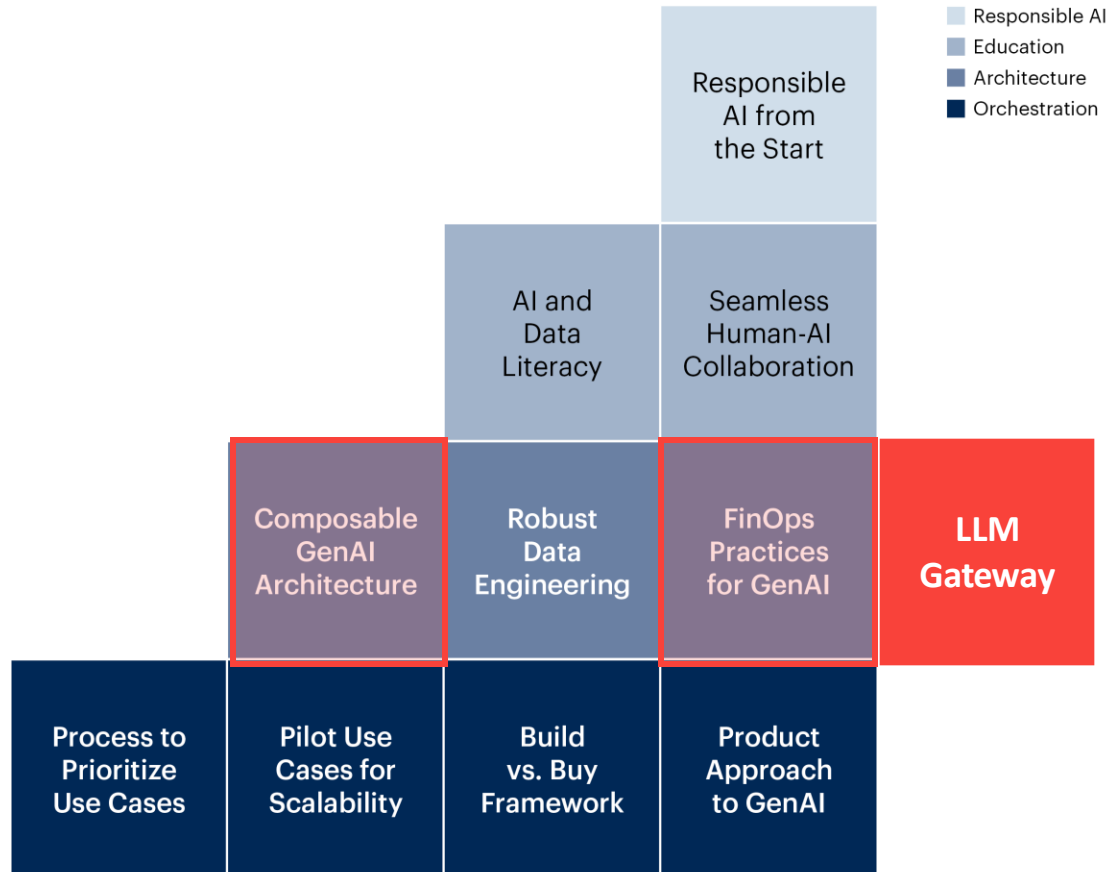 Responsible AI
Education
Architecture
Orchestration
Responsible
AI from
the Start
AI and
Data
Literacy
Seamless
Human-AI
Collaboration
Composable
GenAI
Architecture
Robust
Data
Engineering
FinOps
Practices
for GenAI
LLM
Gateway
Process to
Prioritize
Use Cases
Pilot Use
Cases for
Scalability
Build
vs. Buy
Framework
Product
Approach
to GenAI